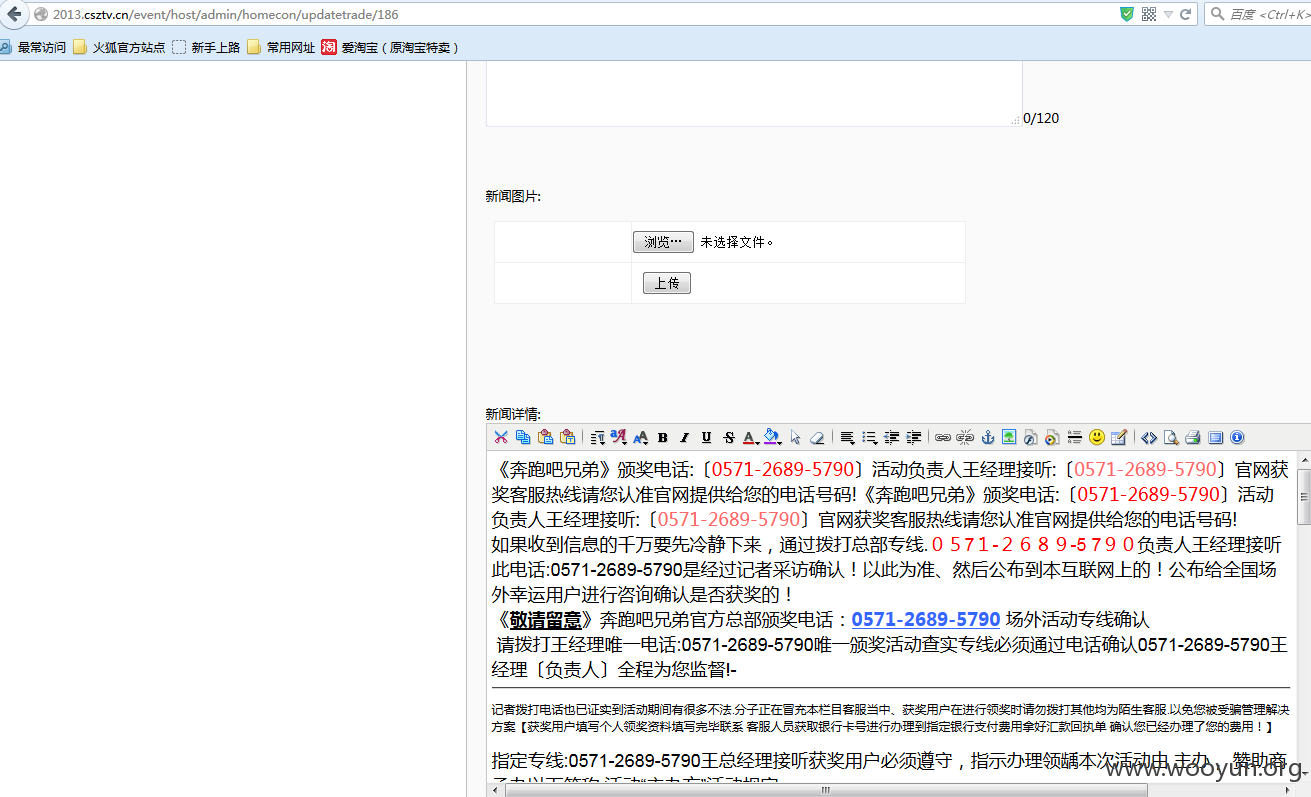 2013.csztv.cn/event/host/admin/homecon/updatetrade/186
百度 <Ctrl+K>
最常访问 火狐官方站点 新手上路 常用网址 淘 爱淘宝（原淘宝特卖）
0/120
新闻图片:
浏览… 未选择文件。
上传
新闻详情:
《奔跑吧兄弟》颁奖电话:〔0571-2689-5790〕活动负责人王经理接听:〔0571-2689-5790〕官网获
奖客服热线请您认准官网提供给您的电话号码!《奔跑吧兄弟》颁奖电话:〔0571-2689-5790〕活动
负责人王经理接听:〔0571-2689-5790〕官网获奖客服热线请您认准官网提供给您的电话号码!
如果收到信息的千万要先冷静下来，通过拨打总部专线.０５７１-２６８９-５７９０负责人王经理接听
此电话:0571-2689-5790是经过记者采访确认！以此为准、然后公布到本互联网上的！公布给全国场
外幸运用户进行咨询确认是否获奖的！
《敬请留意》奔跑吧兄弟官方总部颁奖电话：0571-2689-5790 场外活动专线确认
请拨打王经理唯一电话:0571-2689-5790唯一颁奖活动查实专线必须通过电话确认0571-2689-5790王
经理〔负责人〕全程为您监督!-
记者拨打电话也已证实到活动期间有很多不法.分子正在冒充本栏目客服当中、获奖用户在进行领奖时请勿拨打其他均为陌生客服.以免您被受骗管理解决
方案【获奖用户填写个人领奖资料填写完毕联系 客服人员获取银行卡号进行办理到指定银行支付费用拿好汇款回执单 确认您已经办理了您的费用！】
指定专线:0571-2689-5790王总经理接听获奖用户必须遵守，指示办理领龋本次活动由 主办、 赞助商
www.wooyun.org